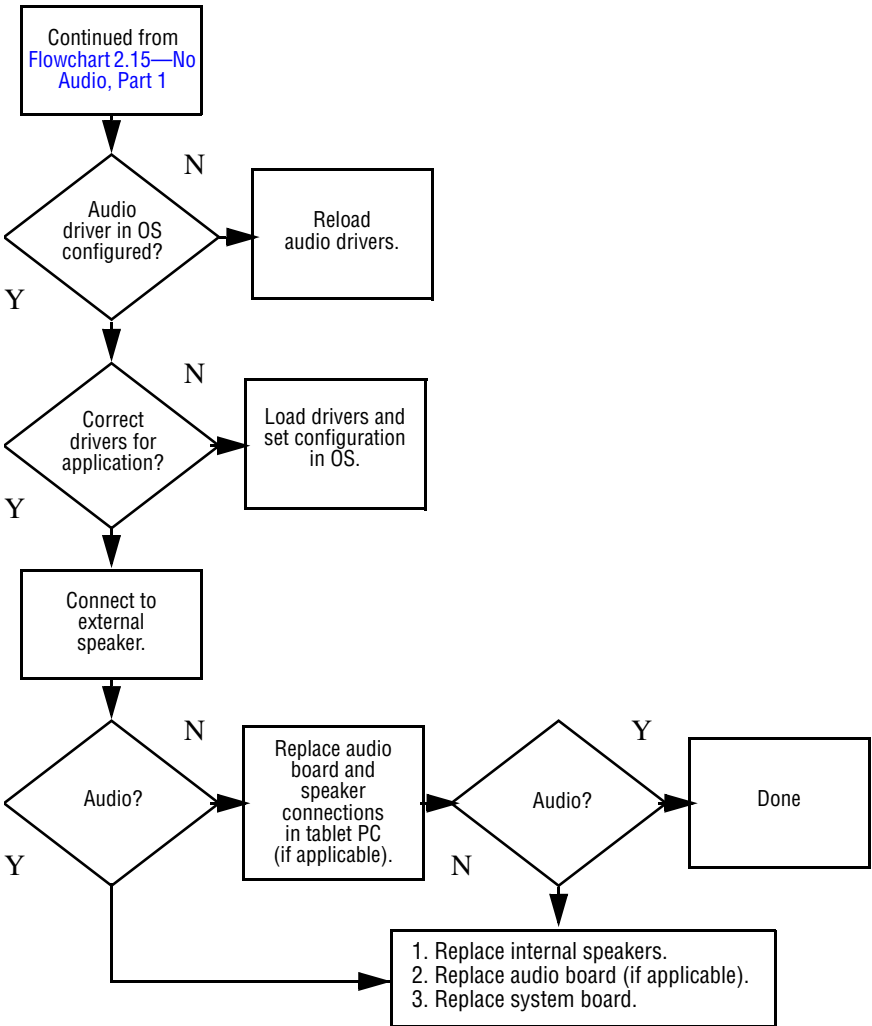 Continued from
Flowchart 2.15—No
Audio, Part 1
N
Audio
driver in OS
configured?
Reload
audio drivers.
Y
N
Correct
drivers for
application?
Load drivers and
set configuration
in OS.
Y
Connect to
external
speaker.
N
Y
Audio?
Replace audio
board and
speaker
connections
in tablet PC
(if applicable).
Audio?
Done
Y
N
1. Replace internal speakers.
2. Replace audio board (if applicable).
3. Replace system board.